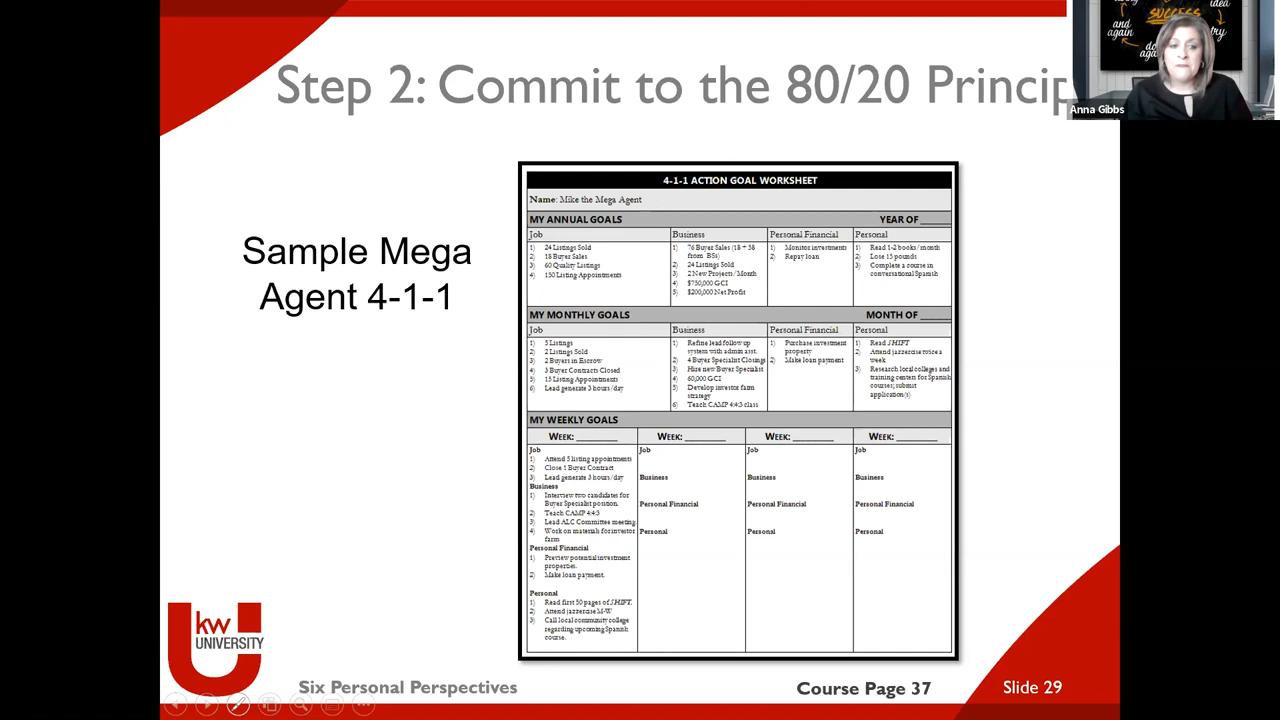 Step 2: Commit to the 80/20 Princip
SUCCESS
idea
try
and
again
do
again
Anna Gibbs
Sample Mega
Agent 4-1-1
4-1-1 ACTION GOAL WORKSHEET
Name: Mike the Mega Agent
MY ANNUAL GOALS
YEAR OF ______
Job
1) 24 Listings Sold
2) 18 Buyer Sales
3) 60 Quality Listings
4) 150 Listing Appointments
Business
1) 76 Buyer Sales (18 + 58
from BSs)
2) 24 Listings Sold
3) 2 New Projects/Month
4) $750,000 GCI
5) $200,000 Net Profit
Personal Financial
1) Monitor investments
2) Repay loan
Personal
1) Read 1-2 books/month
2) Lose 15 pounds
3) Complete a course in
conversational Spanish
MY MONTHLY GOALS
MONTH OF ______
Job
1) 5 Listings
2) 2 Listings Sold
3) 2 Buyers in Escrow
4) 3 Buyer Contracts Closed
5) 15 Listing Appointments
6) Lead generate 3 hours/day
Business
1) Refine lead follow up
system with admin asst.
2) 4 Buyer Specialist Closings
3) Hire new Buyer Specialist
4) 60,000 GCI
5) Develop investor farm
strategy
6) Teach CAMP 4:4:3 class
Personal Financial
1) Purchase investment
property
2) Make loan payment
Personal
1) Read SHIFT
2) Attend jazzercise twice a
week
3) Research local colleges and
training centers for Spanish
courses; submit
application(s)
MY WEEKLY GOALS
WEEK: ________
WEEK: ________
WEEK: ________
WEEK: ________
Job
1) Attend 5 listing appointments
2) Close 1 Buyer Contract
3) Lead generate 3 hours/day
Business
1) Interview two candidates for
Buyer Specialist position.
2) Teach CAMP 4:4:3
3) Lead ALC Committee meeting.
4) Work on materials for investor
farm
Personal Financial
1) Preview potential investment
properties.
2) Make loan payment.
Personal
1) Read first 50 pages of SHIFT.
2) Attend jazzercise M-W
3) Call local community college
regarding upcoming Spanish
course.
Job
Business
Personal Financial
Personal
Job
Business
Personal Financial
Personal
Job
Business
Personal Financial
Personal
kw
UNIVERSITY
Six Personal Perspectives
Course Page 37
Slide 29